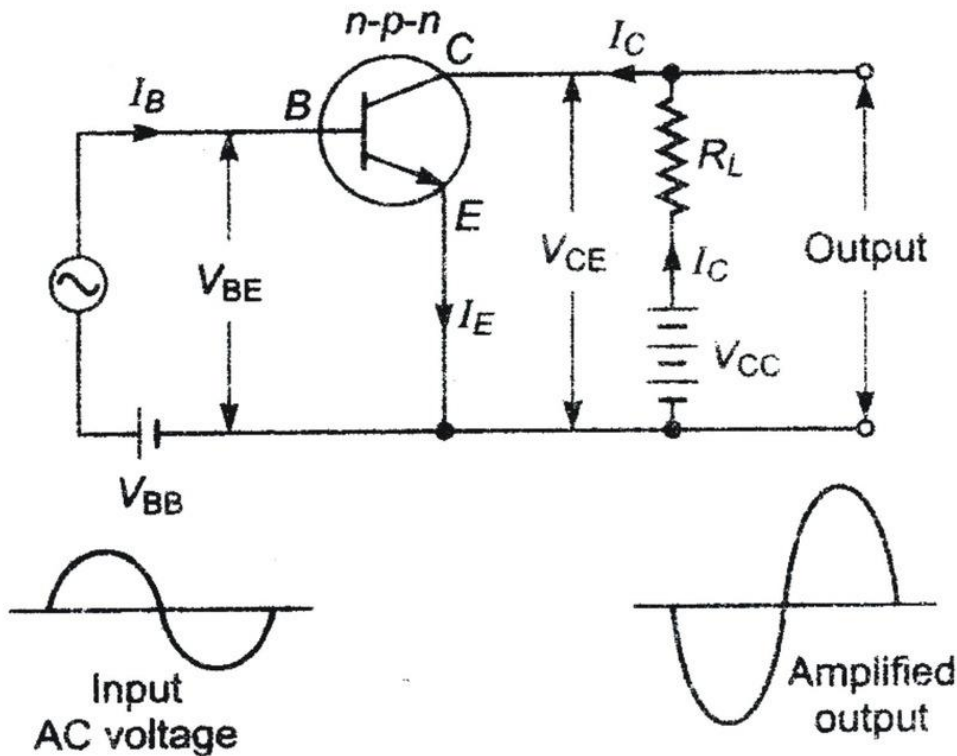 n-p-n
C
I_C
I_B
B
R_L
E
V_BE
V_CE
I_C
Output
I_E
V_CC
V_BB
Input
AC voltage
Amplified
output